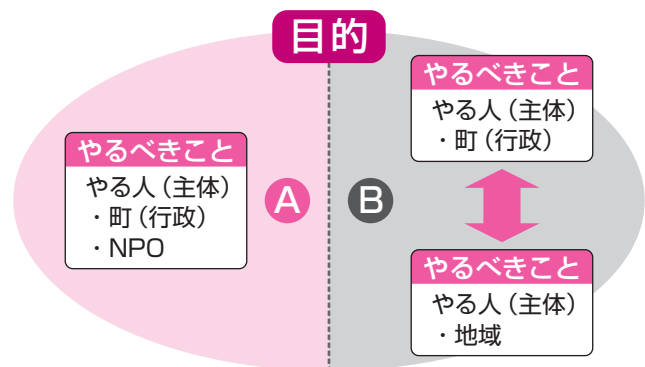 目的
やるべきこと
やる人（主体）
・町（行政）
・NPO
A
B
やるべきこと
やる人（主体）
・町（行政）
やるべきこと
やる人（主体）
・地域